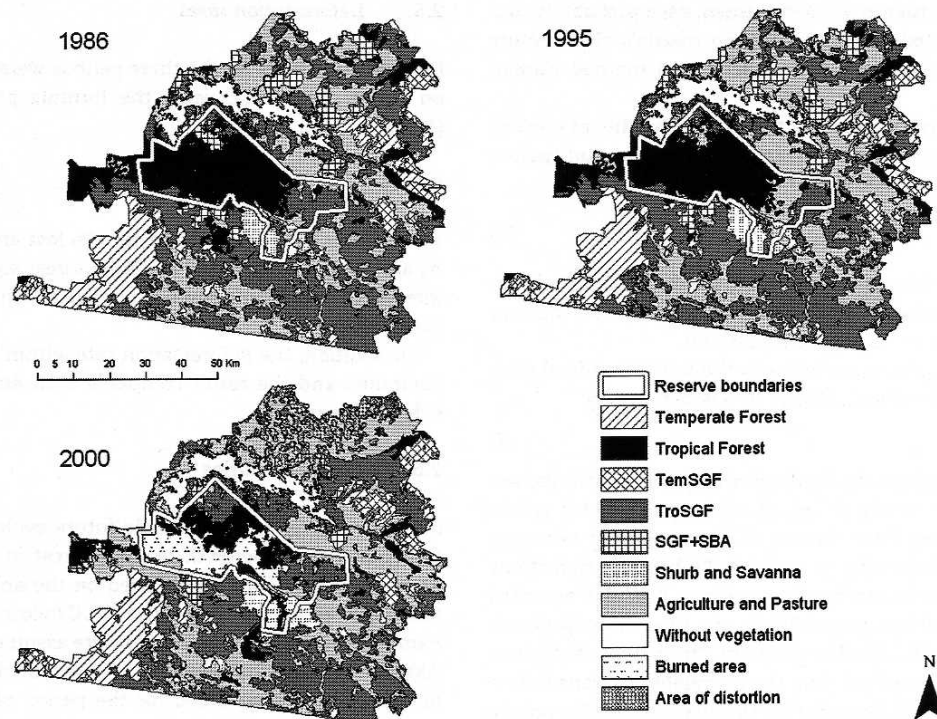 1986
1995
0 5 10 20 30 40 50 Km
2000
Reserve boundaries
Temperate Forest
Tropical Forest
TemSGF
TroSGF
SGF+SBA
Shurb and Savanna
Agriculture and Pasture
Without vegetation
Burned area
Area of distortion
N